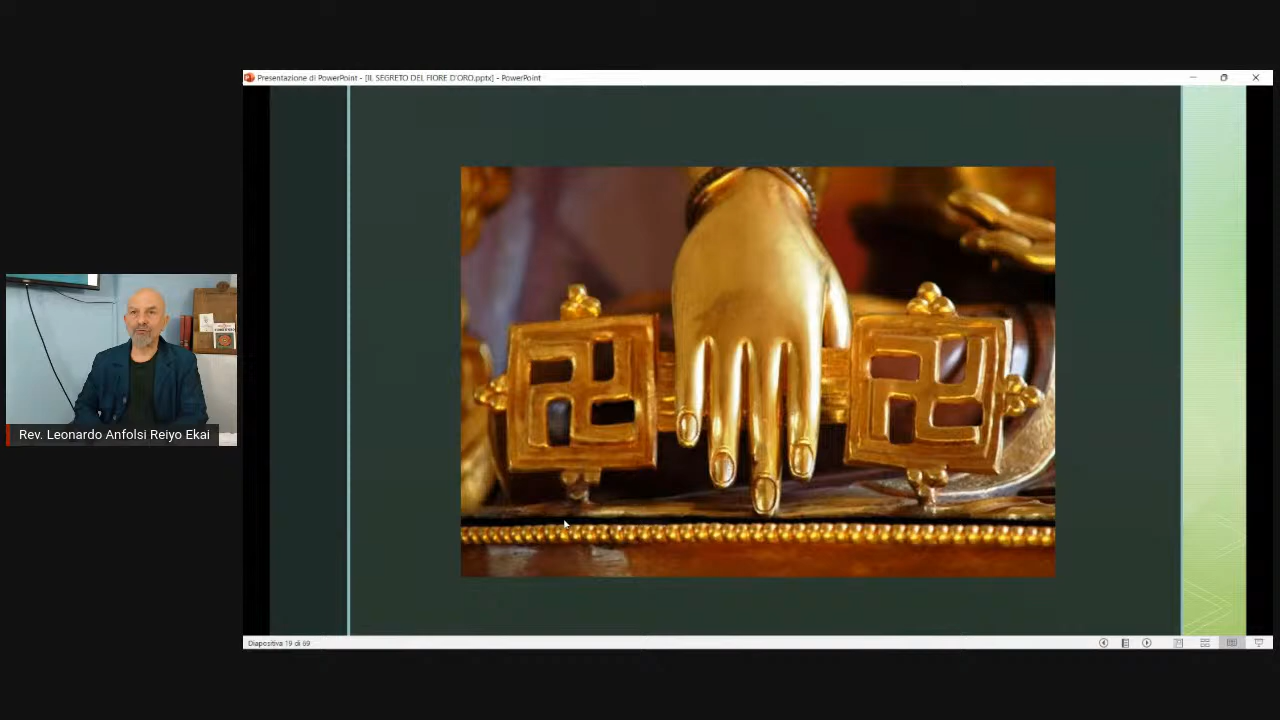 Presentazione di PowerPoint - [IL SEGRETO DEL FIORE D'ORO.pptx] - PowerPoint
Rev. Leonardo Anfolsi Reiyo Ekai
Diapositiva 19 di 69